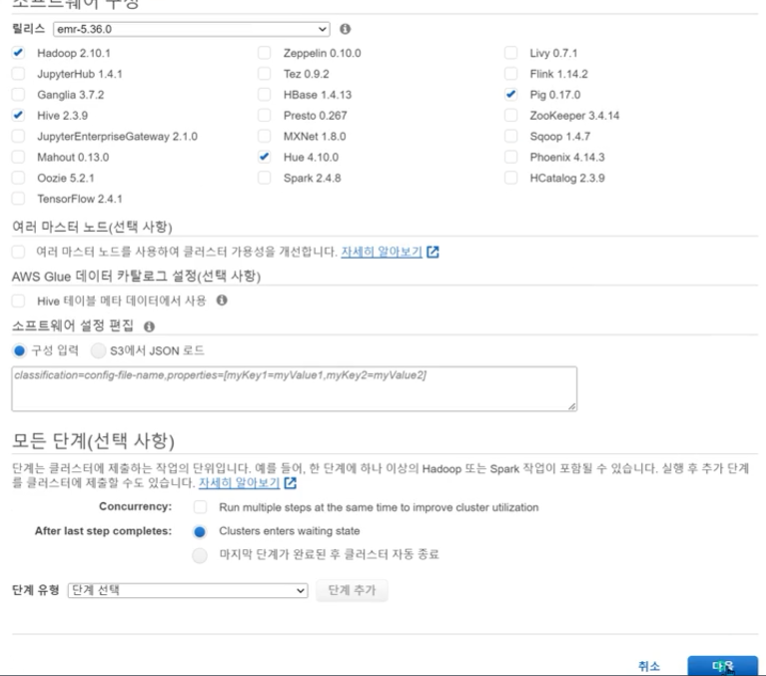 소프트웨어 구성
릴리스 emr-5.36.0
Hadoop 2.10.1 Zeppelin 0.10.0 Livy 0.7.1
JupyterHub 1.4.1 Tez 0.9.2 Flink 1.14.2
Ganglia 3.7.2 HBase 1.4.13 Pig 0.17.0
Hive 2.3.9 Presto 0.267 ZooKeeper 3.4.14
JupyterEnterpriseGateway 2.1.0 MXNet 1.8.0 Sqoop 1.4.7
Mahout 0.13.0 Hue 4.10.0 Phoenix 4.14.3
Oozie 5.2.1 Spark 2.4.8 HCatalog 2.3.9
TensorFlow 2.4.1
여러 마스터 노드(선택 사항)
여러 마스터 노드를 사용하여 클러스터 가용성을 개선합니다. 자세히 알아보기
AWS Glue 데이터 카탈로그 설정(선택 사항)
Hive 테이블 메타 데이터에서 사용
소프트웨어 설정 편집
구성 입력 S3에서 JSON 로드
classification=config-file-name,properties=[myKey1=myValue1,myKey2=myValue2]
모든 단계(선택 사항)
단계는 클러스터에 제출하는 작업의 단위입니다. 예를 들어, 한 단계에 하나 이상의 Hadoop 또는 Spark 작업이 포함될 수 있습니다. 실행 후 추가 단계
를 클러스터에 제출할 수도 있습니다. 자세히 알아보기
Concurrency: Run multiple steps at the same time to improve cluster utilization
After last step completes: Clusters enters waiting state
마지막 단계가 완료된 후 클러스터 자동 종료
단계 유형 단계 선택 단계 추가
취소 다음